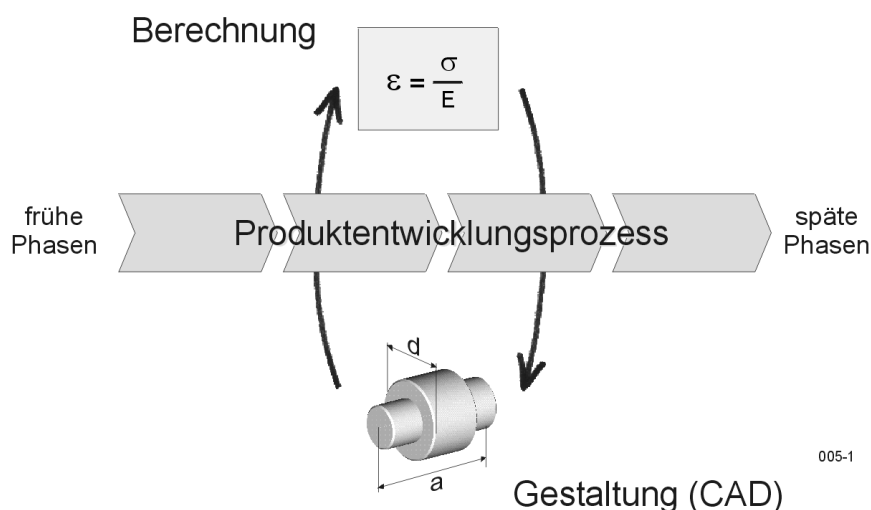 Berechnung
ε = σ
E
frühe
Phasen
Produktentwicklungsprozess
späte
Phasen
d
a
005-1
Gestaltung (CAD)